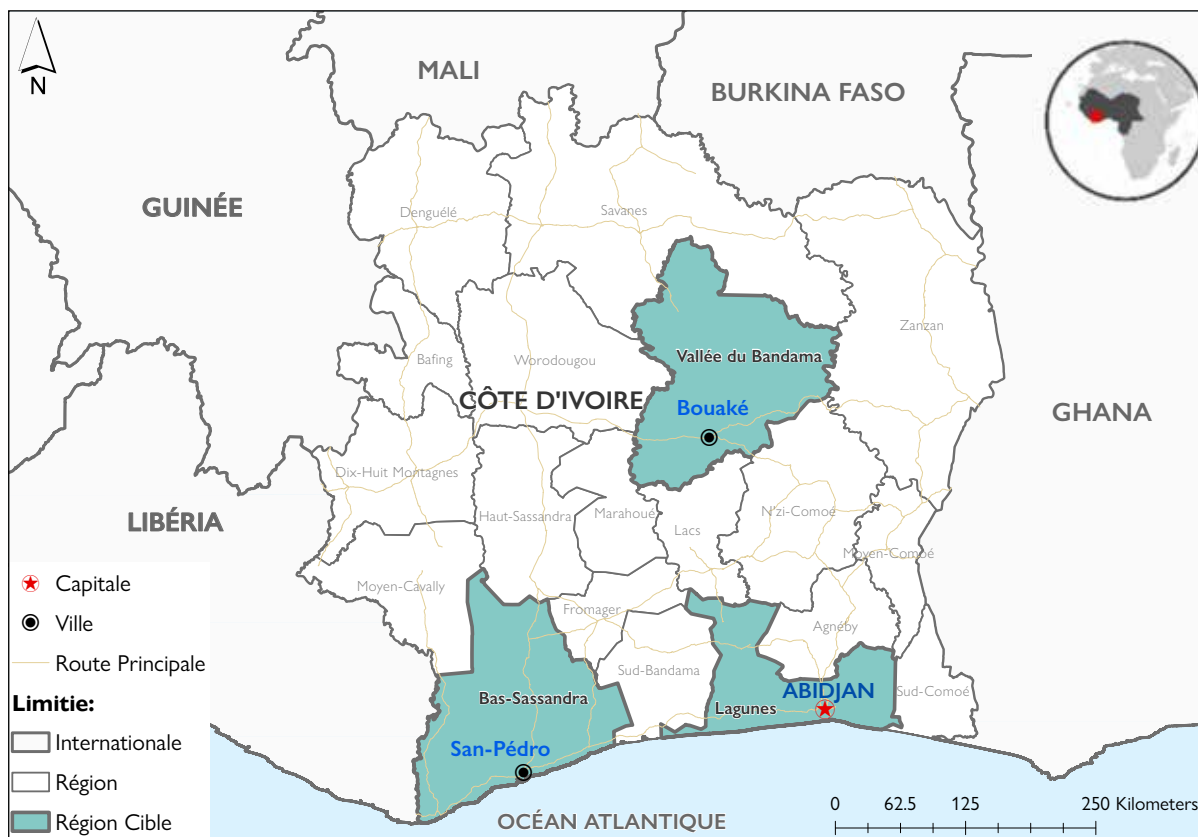 N
MALI
BURKINA FASO
GUINÉE
Denguélé
Savanes
Zanzan
Bafing
Worodougou
Vallée du Bandama
CÔTE D'IVOIRE
Bouaké
GHANA
Dix-Huit Montagnes
LIBÉRIA
Haut-Sassandra
Marahoué
Lacs
N'zi-Comoé
Moyen-Compé
Moyen-Cavally
Fromager
Agnéby
Sud-Bandama
Bas-Sassandra
ABIDJAN
Lagunes
Sud-Comoé
San-Pédro
OCÉAN ATLANTIQUE
Capitale
Ville
Route Principale
Limitie:
Internationale
Région
Région Cible
0 62.5 125 250 Kilometers